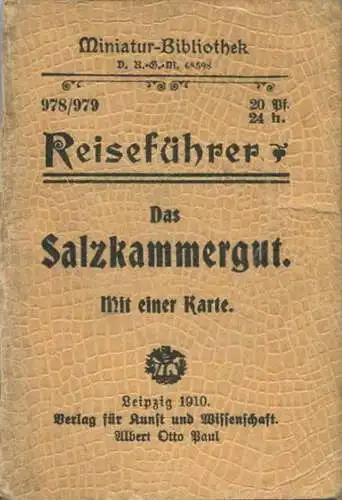 Miniatur-Bibliothek
D. R.-G.-M. 68598
978/979
20 Pf.
24 h.
Reiseführer
Das
Salzkammergut.
Mit einer Karte.
Leipzig 1910.
Verlag für Kunst und Wissenschaft.
Albert Otto Paul